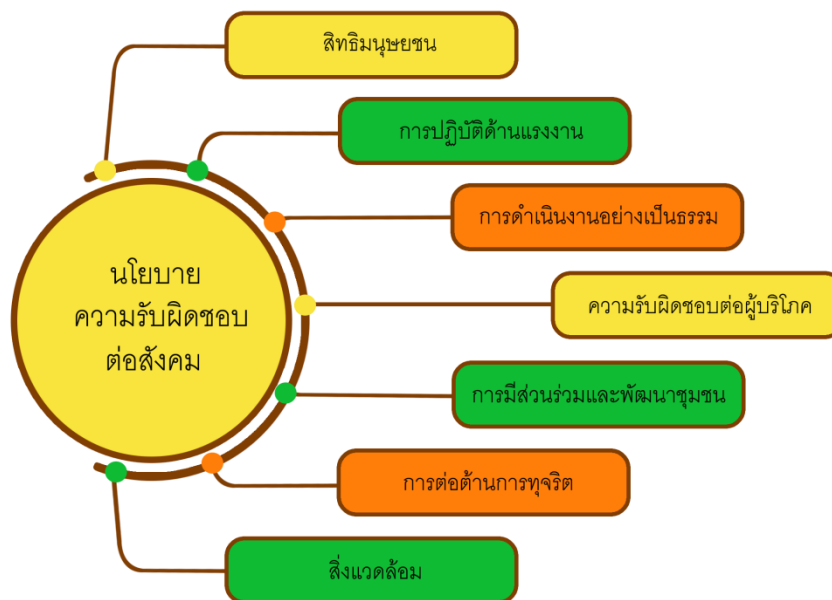 สิทธิมนุษยชน
การปฏิบัติด้านแรงงาน
การดำเนินงานอย่างเป็นธรรม
นโยบาย
ความรับผิดชอบ
ต่อสังคม
ความรับผิดชอบต่อผู้บริโภค
การมีส่วนร่วมและพัฒนาชุมชน
การต่อต้านการทุจริต
สิ่งแวดล้อม